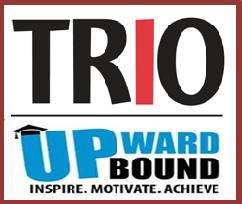 TRIO
UPWARD
BOUND
INSPIRE. MOTIVATE. ACHIEVE